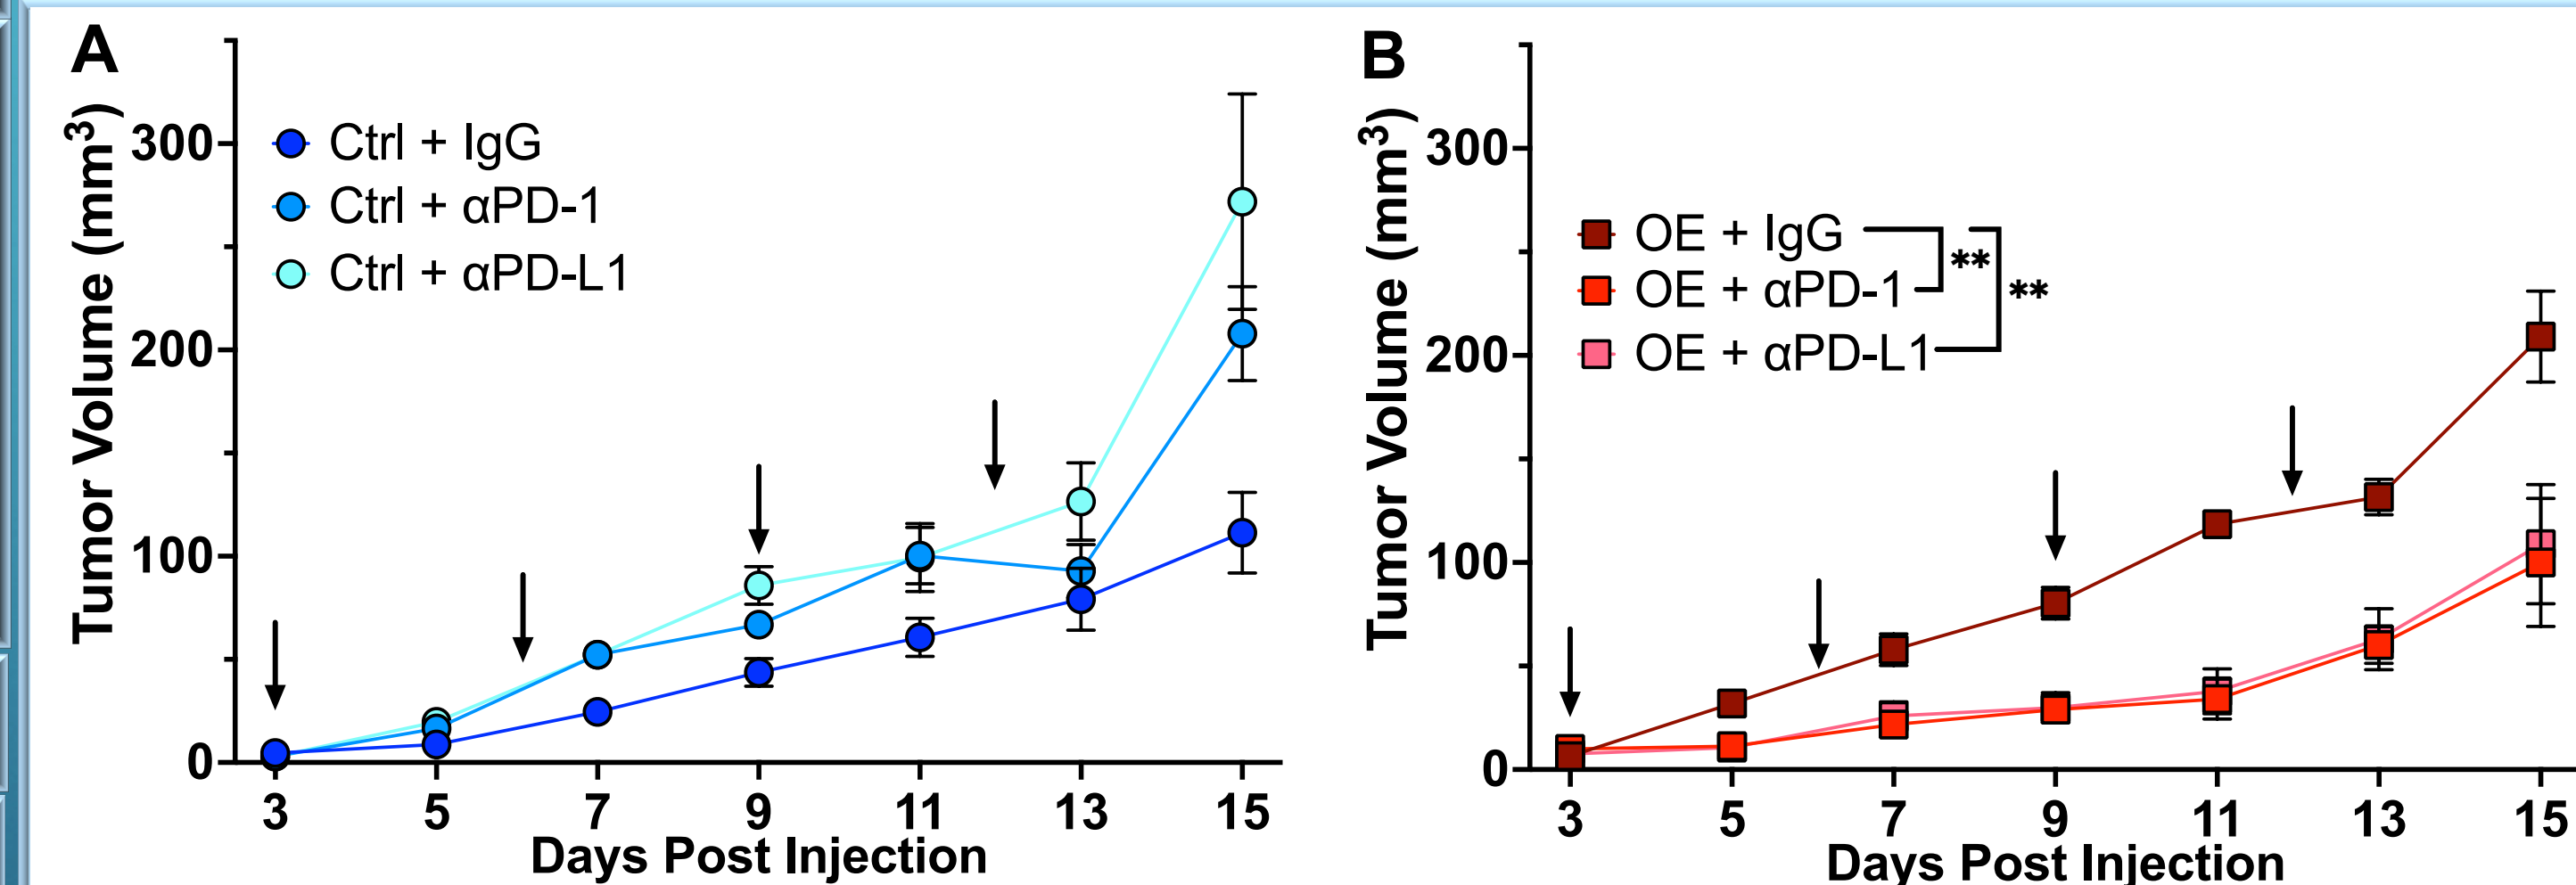 A
Tumor Volume (mm³)
300
200
100
0
Ctrl + IgG
Ctrl + αPD-1
Ctrl + αPD-L1
3 5 7 9 11 13 15
Days Post Injection
B
Tumor Volume (mm³)
300
200
100
0
OE + IgG
OE + αPD-1
OE + αPD-L1
**
**
3 5 7 9 11 13 15
Days Post Injection